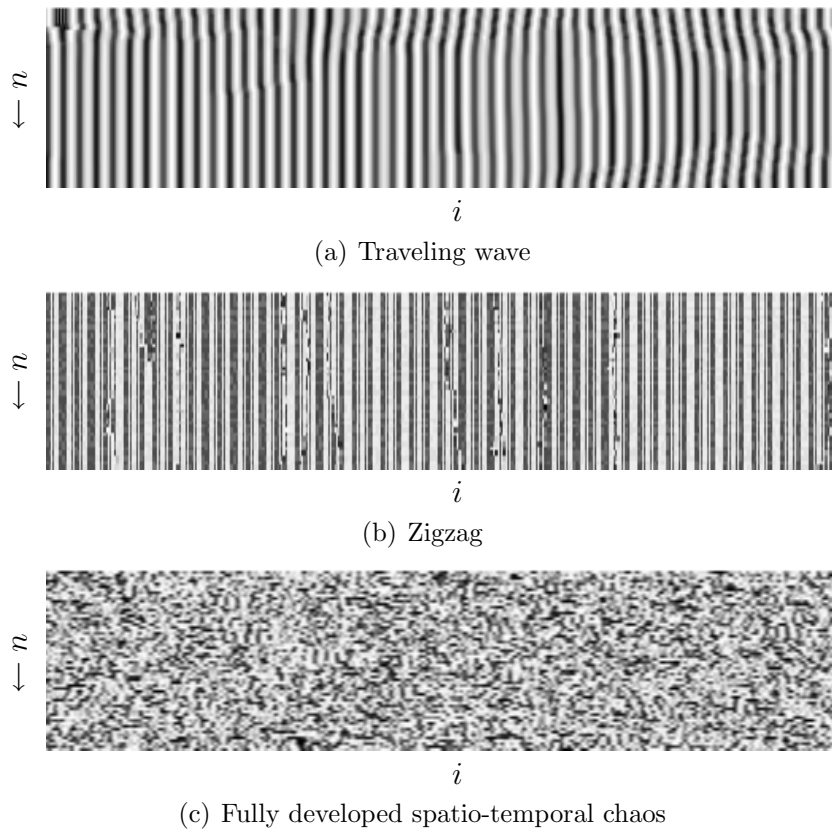 ← n
i
(a) Traveling wave
← n
i
(b) Zigzag
← n
i
(c) Fully developed spatio-temporal chaos